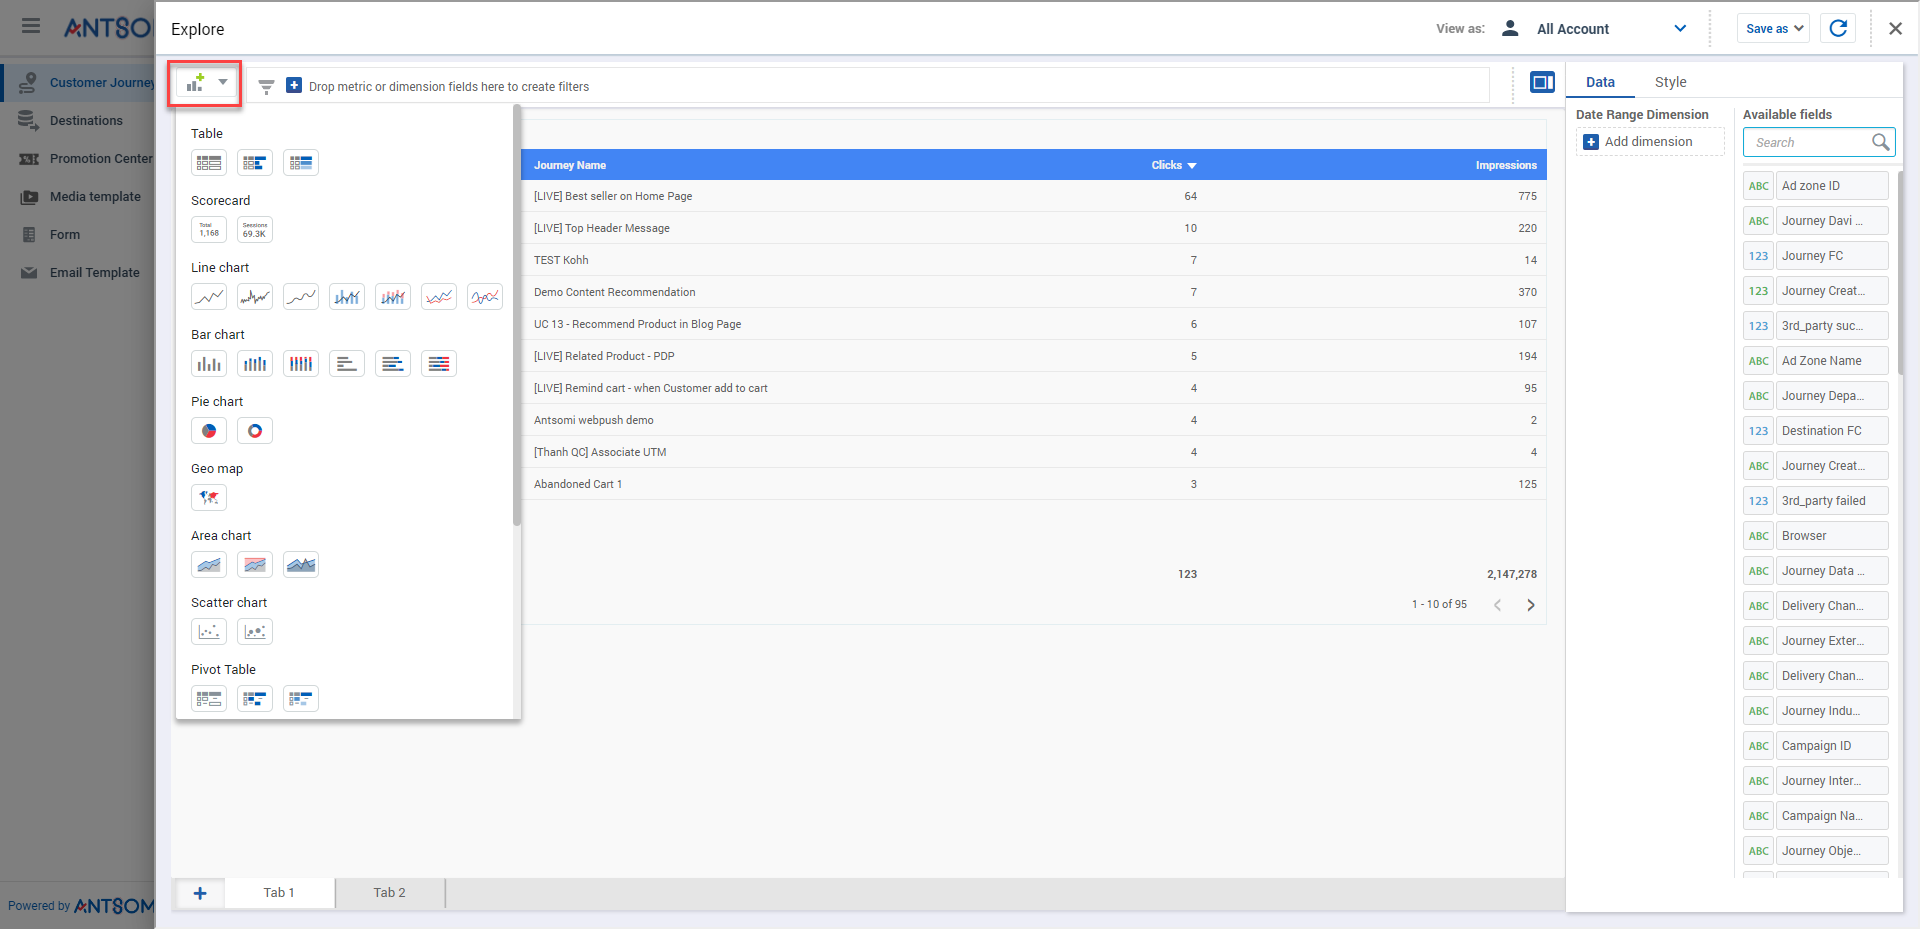 ANTSO
Customer Journey
Destinations
Promotion Center
Media template
Form
Email Template
Powered by ANTSOM
Explore
View as:
All Account
Save as
Drop metric or dimension fields here to create filters
Table
Scorecard
Total
1,168
Sessions
69.3K
Line chart
Bar chart
Pie chart
Geo map
Area chart
Scatter chart
Pivot Table
Journey Name Clicks Impressions
[LIVE] Best seller on Home Page 64 775
[LIVE] Top Header Message 10 220
TEST Kohh 7 14
Demo Content Recommendation 7 370
UC 13 - Recommend Product in Blog Page 6 107
[LIVE] Related Product - PDP 5 194
[LIVE] Remind cart - when Customer add to cart 4 95
Antsomi webpush demo 4 2
[Thanh QC] Associate UTM 4 4
Abandoned Cart 1 3 125
123 2,147,278
1 - 10 of 95
Tab 1
Tab 2
Data
Style
Date Range Dimension
Add dimension
Available fields
Search
ABC Ad zone ID
ABC Journey Davi ...
123 Journey FC
123 Journey Creat...
123 3rd_party suc...
ABC Ad Zone Name
ABC Journey Depa...
123 Destination FC
ABC Journey Creat...
123 3rd_party failed
ABC Browser
ABC Journey Data ...
ABC Delivery Chan...
ABC Journey Exter...
ABC Delivery Chan...
ABC Journey Indu...
ABC Campaign ID
ABC Journey Inter...
ABC Campaign Na...
ABC Journey Obje...